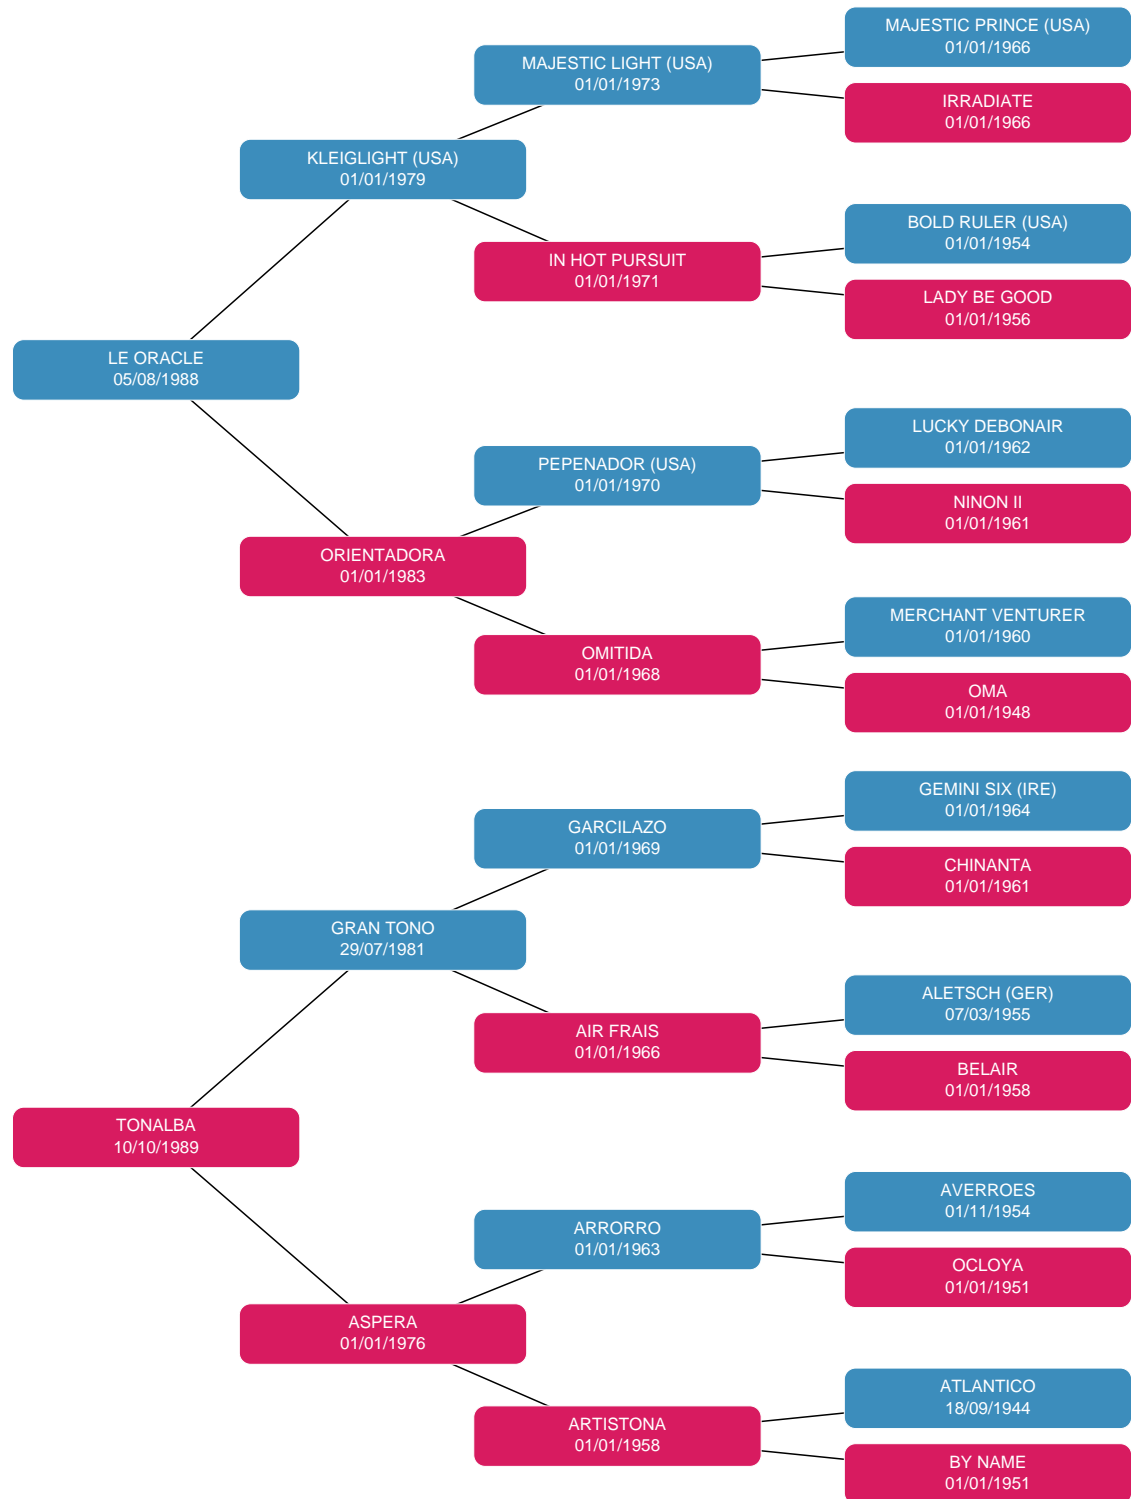 MAJESTIC PRINCE (USA)
01/01/1966
MAJESTIC LIGHT (USA)
01/01/1973
IRRADIATE
01/01/1966
KLEIGLIGHT (USA)
01/01/1979
BOLD RULER (USA)
01/01/1954
IN HOT PURSUIT
01/01/1971
LADY BE GOOD
01/01/1956
LE ORACLE
05/08/1988
LUCKY DEBONAIR
01/01/1962
PEPENADOR (USA)
01/01/1970
NINON II
01/01/1961
ORIENTADORA
01/01/1983
MERCHANT VENTURER
01/01/1960
OMITIDA
01/01/1968
OMA
01/01/1948
GEMINI SIX (IRE)
01/01/1964
GARCILAZO
01/01/1969
CHINANTA
01/01/1961
GRAN TONO
29/07/1981
ALETSCH (GER)
07/03/1955
AIR FRAIS
01/01/1966
BELAIR
01/01/1958
TONALBA
10/10/1989
AVERROES
01/11/1954
ARRORRO
01/01/1963
OCLOYA
01/01/1951
ASPERA
01/01/1976
ATLANTICO
18/09/1944
ARTISTONA
01/01/1958
BY NAME
01/01/1951